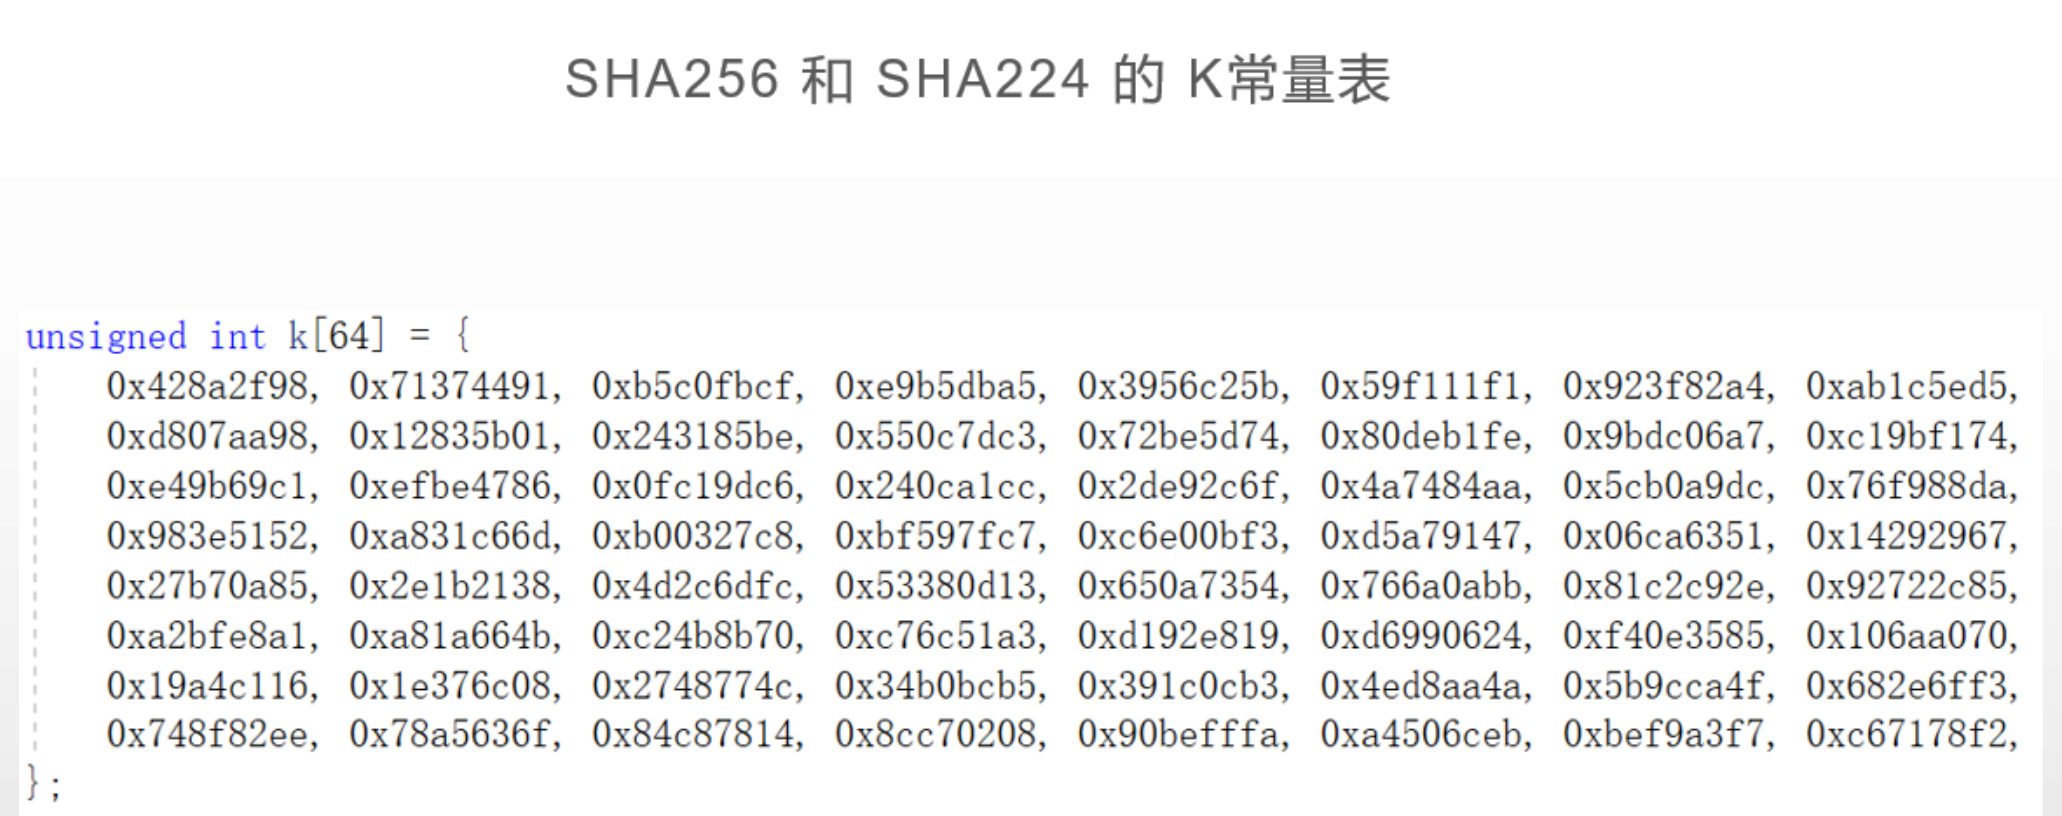 SHA256 和 SHA224 的 K常量表
unsigned int k[64] = {
0x428a2f98, 0x71374491, 0xb5c0fbcf, 0xe9b5dba5, 0x3956c25b, 0x59f111f1, 0x923f82a4, 0xab1c5ed5,
0xd807aa98, 0x12835b01, 0x243185be, 0x550c7dc3, 0x72be5d74, 0x80deb1fe, 0x9bdc06a7, 0xc19bf174,
0xe49b69c1, 0xefbe4786, 0x0fc19dc6, 0x240ca1cc, 0x2de92c6f, 0x4a7484aa, 0x5cb0a9dc, 0x76f988da,
0x983e5152, 0xa831c66d, 0xb00327c8, 0xbf597fc7, 0xc6e00bf3, 0xd5a79147, 0x06ca6351, 0x14292967,
0x27b70a85, 0x2e1b2138, 0x4d2c6dfc, 0x53380d13, 0x650a7354, 0x766a0abb, 0x81c2c92e, 0x92722c85,
0xa2bfe8a1, 0xa81a664b, 0xc24b8b70, 0xc76c51a3, 0xd192e819, 0xd6990624, 0xf40e3585, 0x106aa070,
0x19a4c116, 0x1e376c08, 0x2748774c, 0x34b0bcb5, 0x391c0cb3, 0x4ed8aa4a, 0x5b9cca4f, 0x682e6ff3,
0x748f82ee, 0x78a5636f, 0x84c87814, 0x8cc70208, 0x90befffa, 0xa4506ceb, 0xbef9a3f7, 0xc67178f2,
};